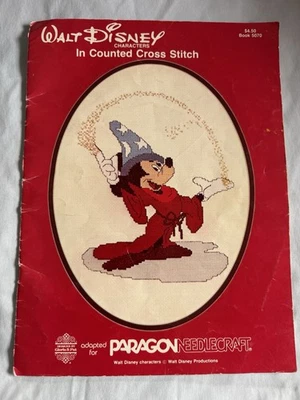 WALT DISNEY
CHARACTERS
In Counted Cross Stitch
$4.50
Book 5070
adapted
for
PARAGON NEEDLECRAFT®
Walt Disney characters © Walt Disney Productions